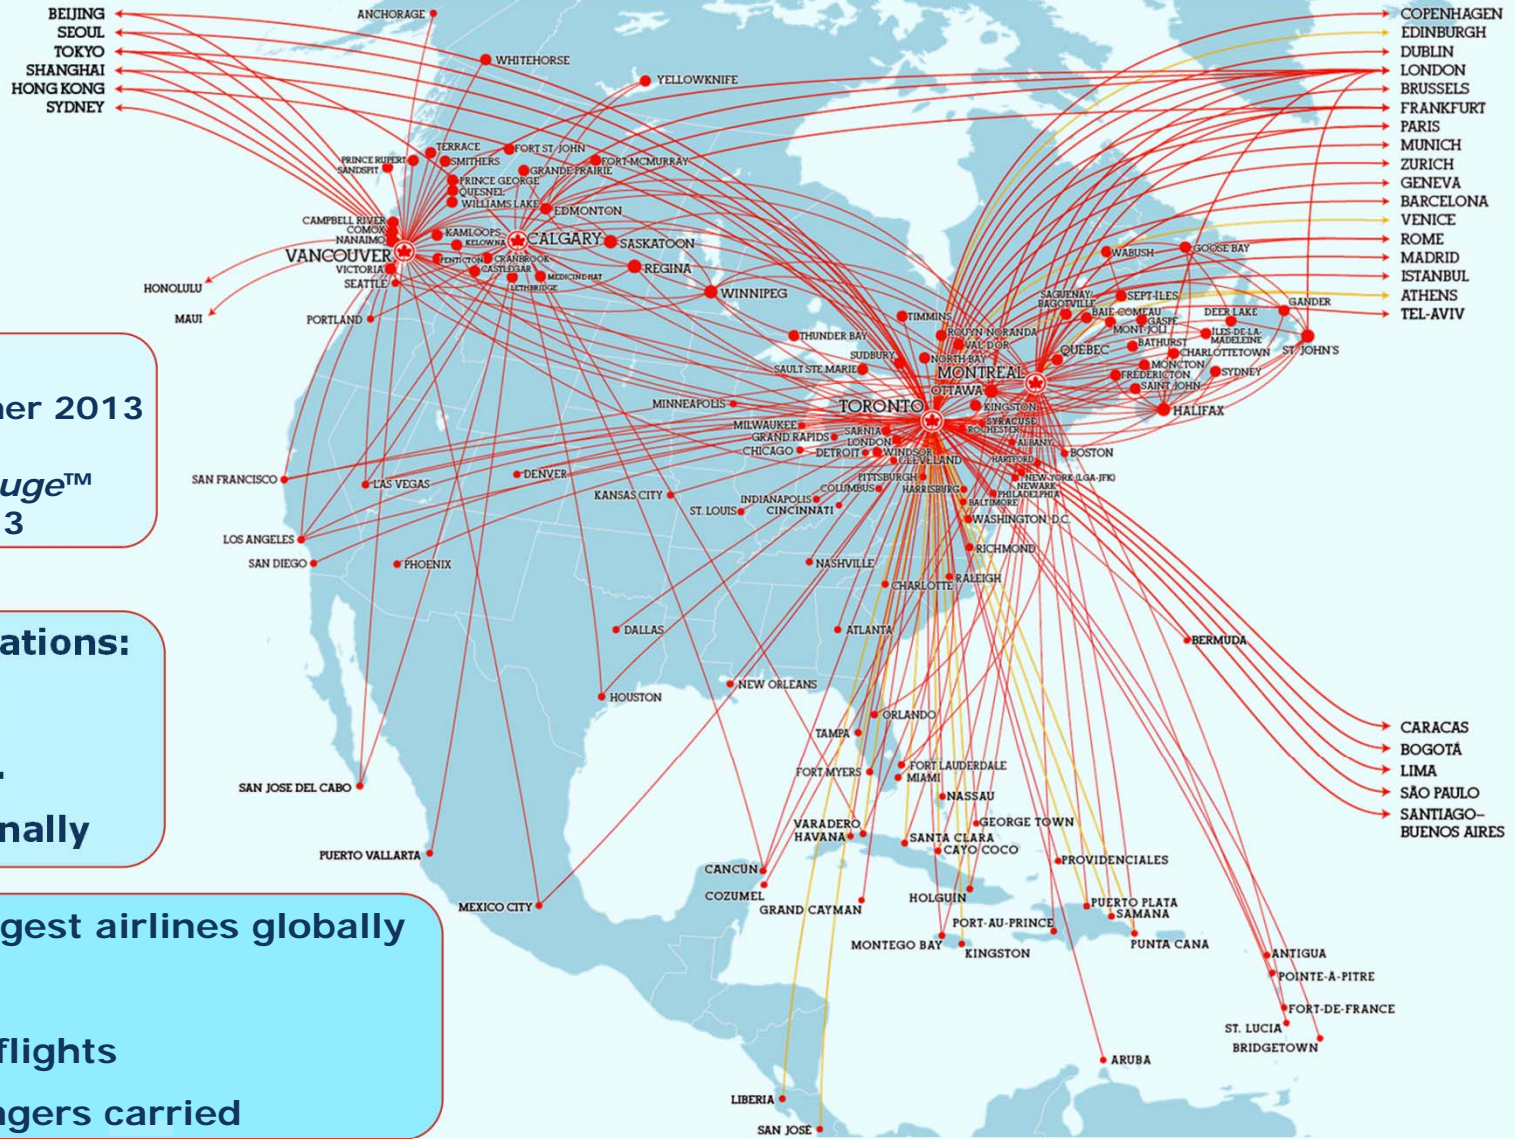 BEIJING
SEOUL
TOKYO
SHANGHAI
HONG KONG
SYDNEY
ANCHORAGE
WHITEHORSE
YELLOWKNIFE
COPENHAGEN
EDINBURGH
DUBLIN
LONDON
BRUSSELS
FRANKFURT
PARIS
MUNICH
ZURICH
GENEVA
BARCELONA
VENICE
ROME
MADRID
ISTANBUL
ATHENS
TEL-AVIV
PRINCE RUPERT
SANDSPIT
TERRACE
SMITHERS
FORT ST. JOHN
GRANDE PRAIRIE
FORT MCMURRAY
PRINCE GEORGE
QUESNEL
WILLIAMS LAKE
EDMONTON
CAMPBELL RIVER
COMOX
NANAIMO
VANCOUVER
VICTORIA
SEATTLE
KAMLOOPS
KELOWNA
PENTICTON
CRANBROOK
CASTLEGAR
LETHBRIDGE
MEDICINE HAT
CALGARY
SASKATOON
REGINA
WINNIPEG
HONOLULU
MAUI
PORTLAND
THUNDER BAY
TIMMINS
ROUYN-NORANDA
VAL D'OR
SUDBURY
NORTH BAY
SAULT STE MARIE
MONTREAL
OTTAWA
TORONTO
KINGSTON
SYRACUSE
ROCHESTER
WABUSH
GOOSE BAY
SAGUENAY/
BAGOTVILLE
SEPT-ILES
BAIE-COMEAU
GASPÉ
MONT-JOLI
QUÉBEC
BATHURST
DEER LAKE
GANDER
ÎLES-DE-LA-
MADELEINE
ST. JOHN'S
CHARLOTTETOWN
MONCTON
FREDERICTON
SAINT JOHN
SYDNEY
HALIFAX
MINNEAPOLIS
MILWAUKEE
GRAND RAPIDS
CHICAGO
SARNIA
LONDON
DETROIT
WINDSOR
CLEVELAND
ALBANY
HARTFORD
BOSTON
NEW YORK (LGA-JFK)
NEWARK
PHILADELPHIA
PITTSBURGH
COLUMBUS
HARRISBURG
BALTIMORE
WASHINGTON, D.C.
INDIANAPOLIS
CINCINNATI
ST. LOUIS
KANSAS CITY
DENVER
SAN FRANCISCO
LAS VEGAS
LOS ANGELES
SAN DIEGO
PHOENIX
RICHMOND
RALEIGH
NASHVILLE
CHARLOTTE
ATLANTA
DALLAS
HOUSTON
NEW ORLEANS
ORLANDO
TAMPA
FORT MYERS
FORT LAUDERDALE
MIAMI
NASSAU
GEORGE TOWN
VARADERO
HAVANA
SANTA CLARA
CAYO COCO
PROVIDENCIALES
BERMUDA
SAN JOSE DEL CABO
PUERTO VALLARTA
MEXICO CITY
CANCÚN
COZUMEL
GRAND CAYMAN
HOLGUÍN
MONTEGO BAY
KINGSTON
PORT-AU-PRINCE
PUERTO PLATA
SAMANA
PUNTA CANA
ANTIGUA
POINTE-À-PITRE
FORT-DE-FRANCE
ST. LUCIA
BRIDGETOWN
ARUBA
LIBERIA
SAN JOSÉ
CARACAS
BOGOTÁ
LIMA
SÃO PAULO
SANTIAGO–
BUENOS AIRES
ner 2013
uge™
3
ations:
.
nally
gest airlines globally
flights
ngers carried